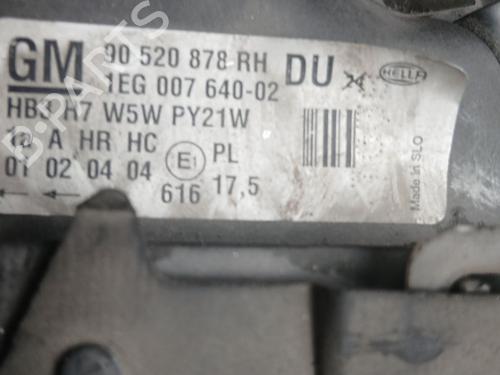 GM 90 520 878 RH DU HELLA
1EG 007 640-02
HB3 H7 W5W PY21W
A HR HC E1 PL
01 02 04 04
616 17,5
Made in SLO